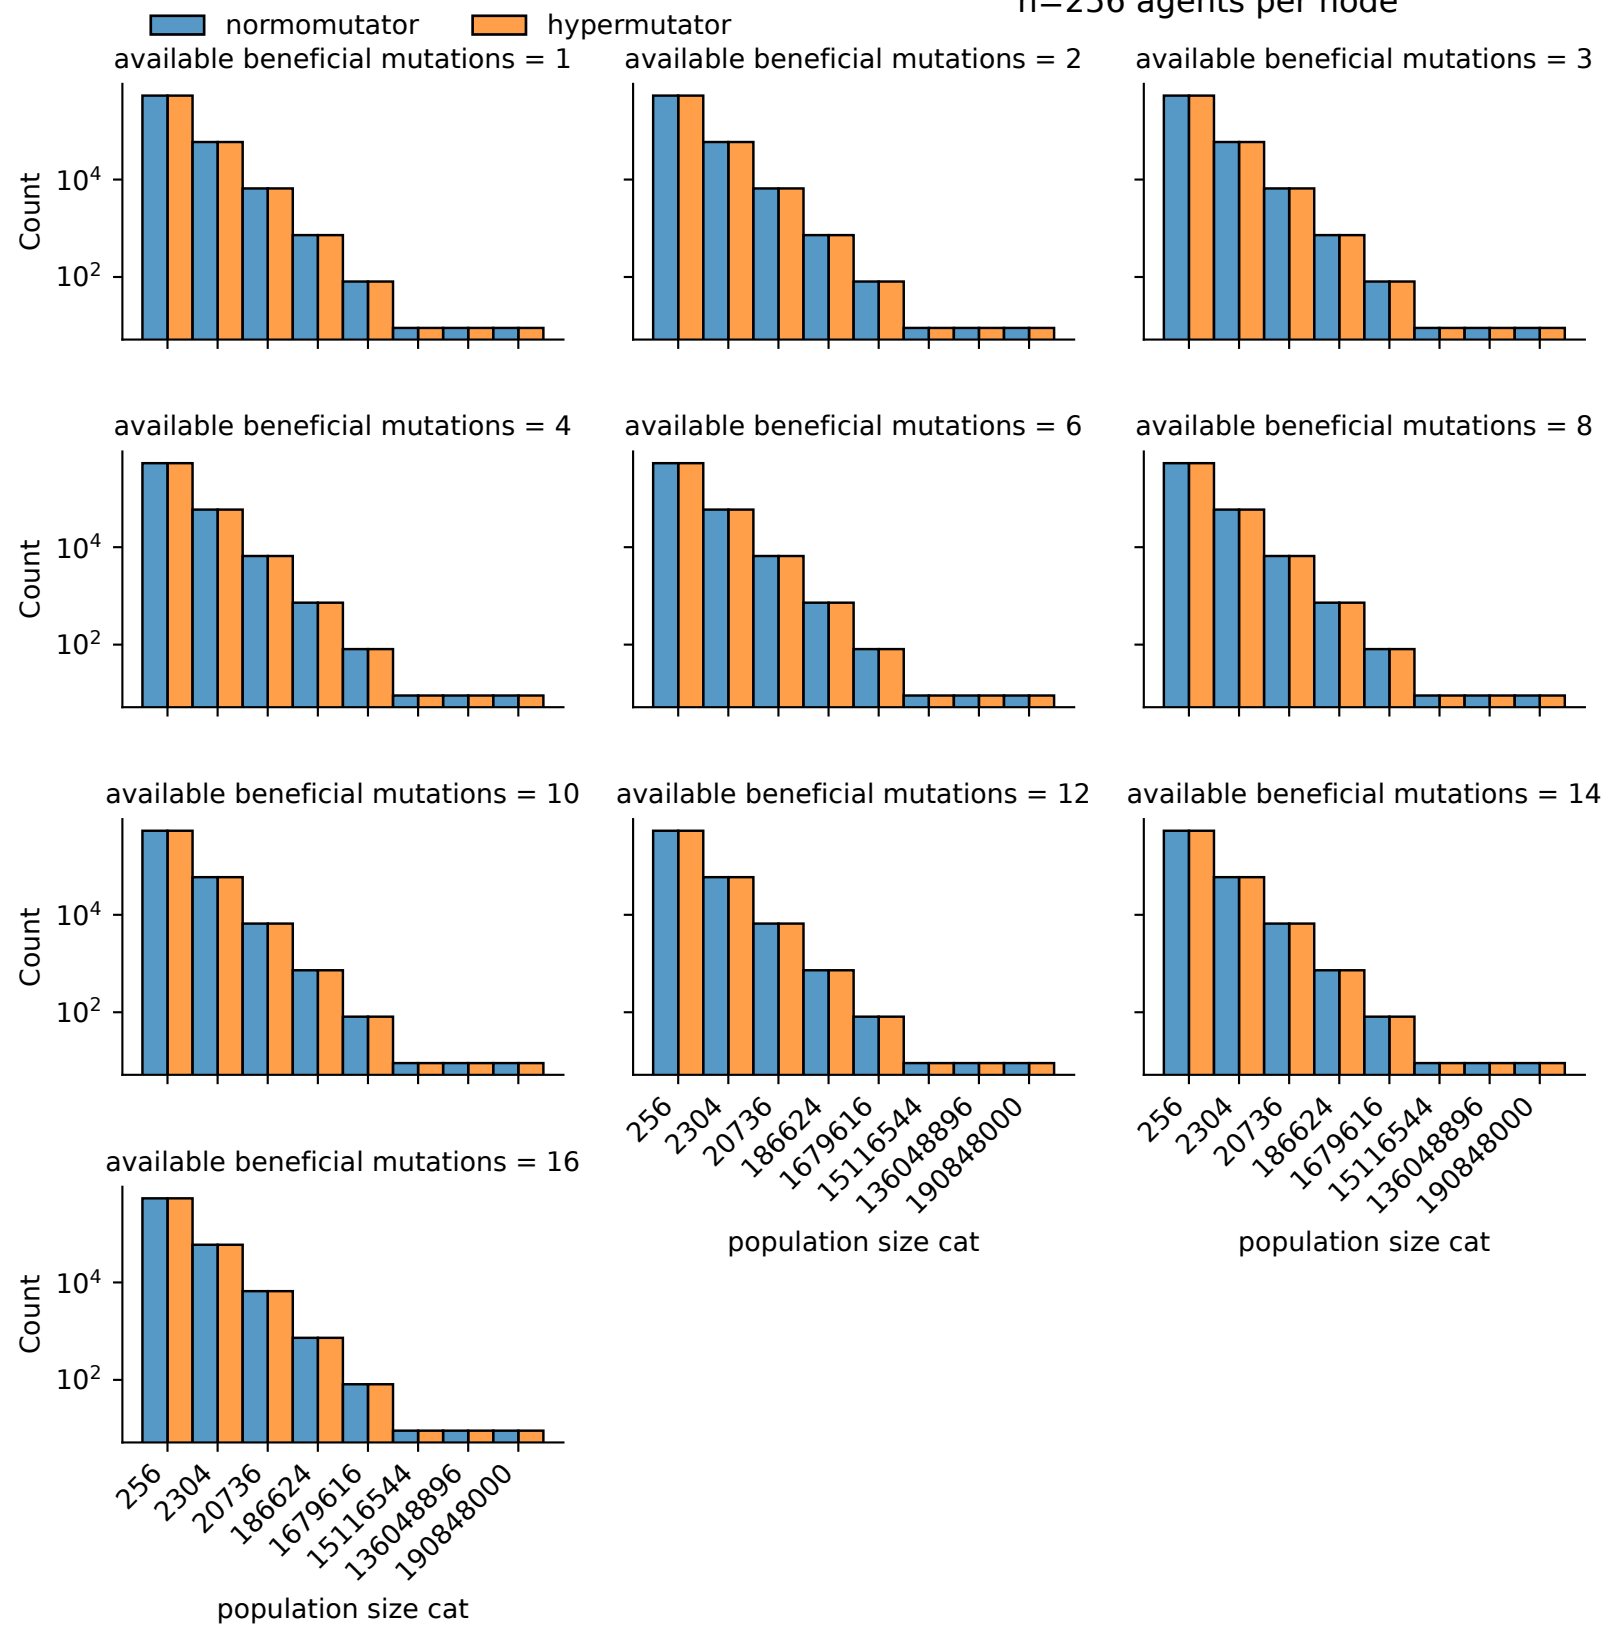 n=256 agents per node
normomutator hypermutator
available beneficial mutations = 1
available beneficial mutations = 2
available beneficial mutations = 3
Count
10^4
10^2
available beneficial mutations = 4
available beneficial mutations = 6
available beneficial mutations = 8
Count
10^4
10^2
available beneficial mutations = 10
available beneficial mutations = 12
available beneficial mutations = 14
Count
10^4
10^2
256
2304
20736
186624
1679616
15116544
136048896
190848000
population size cat
256
2304
20736
186624
1679616
15116544
136048896
190848000
population size cat
available beneficial mutations = 16
Count
10^4
10^2
256
2304
20736
186624
1679616
15116544
136048896
190848000
population size cat